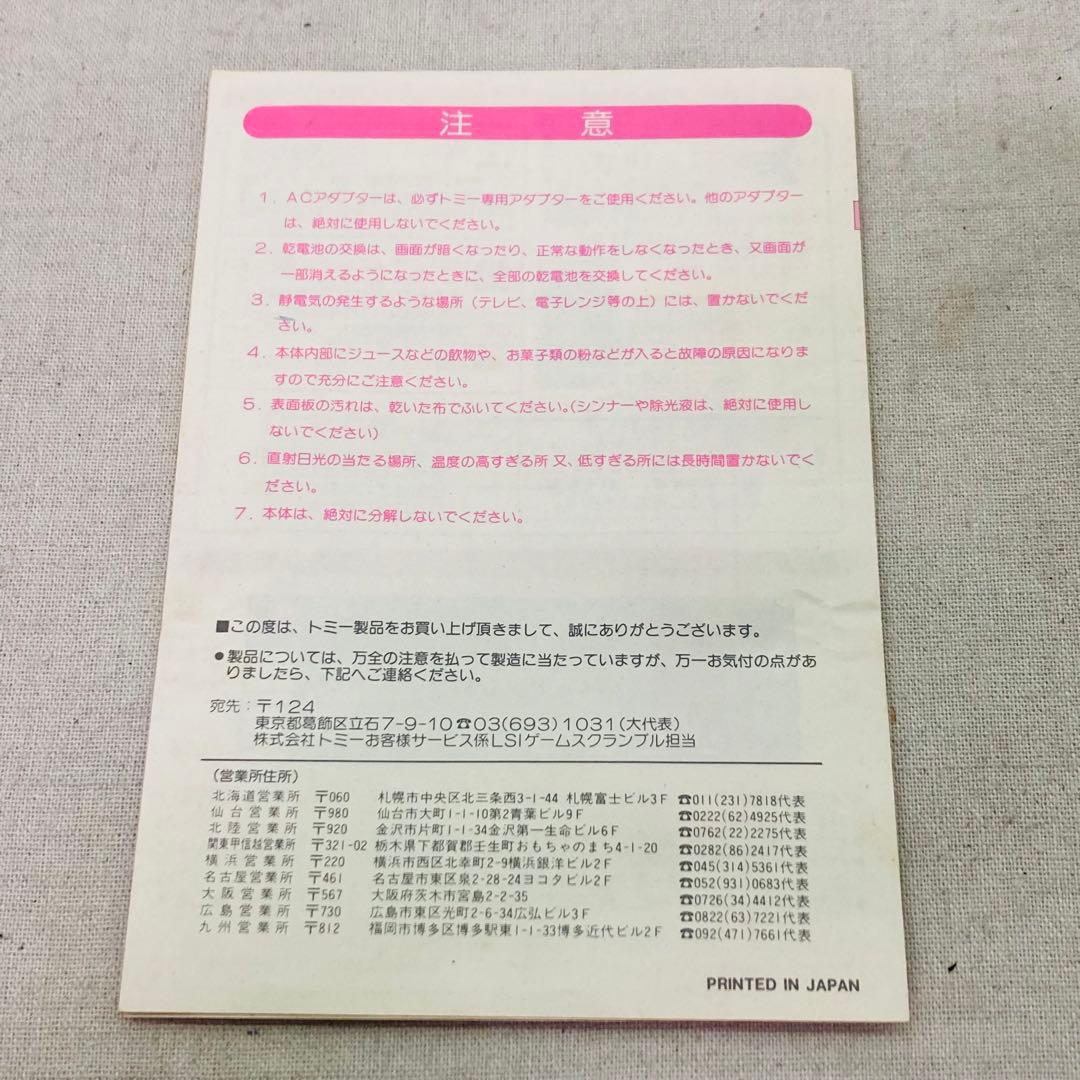 注意
1. ACアダプターは、必ずトミー専用アダプターをご使用ください。他のアダプター
は、絶対に使用しないでください。
2. 乾電池の交換は、画面が暗くなったり、正常な動作をしなくなったとき、又画面が
一部消えるようになったときに、全部の乾電池を交換してください。
3. 静電気の発生するような場所（テレビ、電子レンジ等の上）には、置かないでくだ
さい。
4. 本体内部にジュースなどの飲物や、お菓子類の粉などが入ると故障の原因になりま
すので充分にご注意ください。
5. 表面板の汚れは、乾いた布でふいてください。（シンナーや除光液は、絶対に使用し
ないでください）
6. 直射日光の当たる場所、温度の高すぎる所又、低すぎる所には長時間置かないでく
ださい。
7. 本体は、絶対に分解しないでください。
■この度は、トミー製品をお買い上げ頂きまして、誠にありがとうございます。
●製品については、万全の注意を払って製造に当たっていますが、万一お気付の点があ
りましたら、下記へご連絡ください。
宛先：〒124
東京都葛飾区立石7-9-10☎03(693)1031(大代表)
株式会社トミーお客様サービス係LSIゲームスクランブル担当
（営業所住所）
北海道営業所 〒060 札幌市中央区北三条西3-1-44 札幌富士ビル3F ☎011(231)7818代表
仙台営業所 〒980 仙台市大町1-1-10第2青葉ビル9F ☎0222(62)4925代表
北陸営業所 〒920 金沢市片町1-1-34金沢第一生命ビル6F ☎0762(22)2275代表
関東甲信越営業所 〒321-02 栃木県下都賀郡壬生町おもちゃのまち4-1-20 ☎0282(86)2417代表
横浜営業所 〒220 横浜市西区北幸町2-9横浜銀洋ビル2F ☎045(314)5361代表
名古屋営業所 〒461 名古屋市東区泉2-28-24ヨコタビル2F ☎052(931)0683代表
大阪営業所 〒567 大阪府茨木市宮島2-2-35 ☎0726(34)4412代表
広島営業所 〒730 広島市東区光町2-6-34広弘ビル3F ☎0822(63)7221代表
九州営業所 〒812 福岡市博多区博多駅東1-1-33博多近代ビル2F ☎092(471)7661代表
PRINTED IN JAPAN